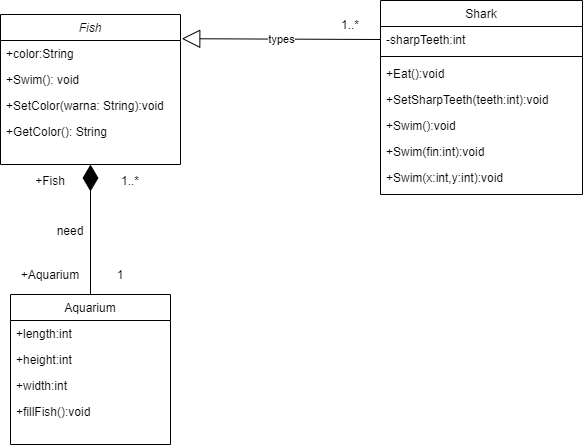 Fish
+color:String
+Swim(): void
+SetColor(warna: String):void
+GetColor(): String
types
1..*
Shark
-sharpTeeth:int
+Eat():void
+SetSharpTeeth(teeth:int):void
+Swim():void
+Swim(fin:int):void
+Swim(x:int,y:int):void
+Fish
1..*
need
+Aquarium
1
Aquarium
+length:int
+height:int
+width:int
+fillFish():void